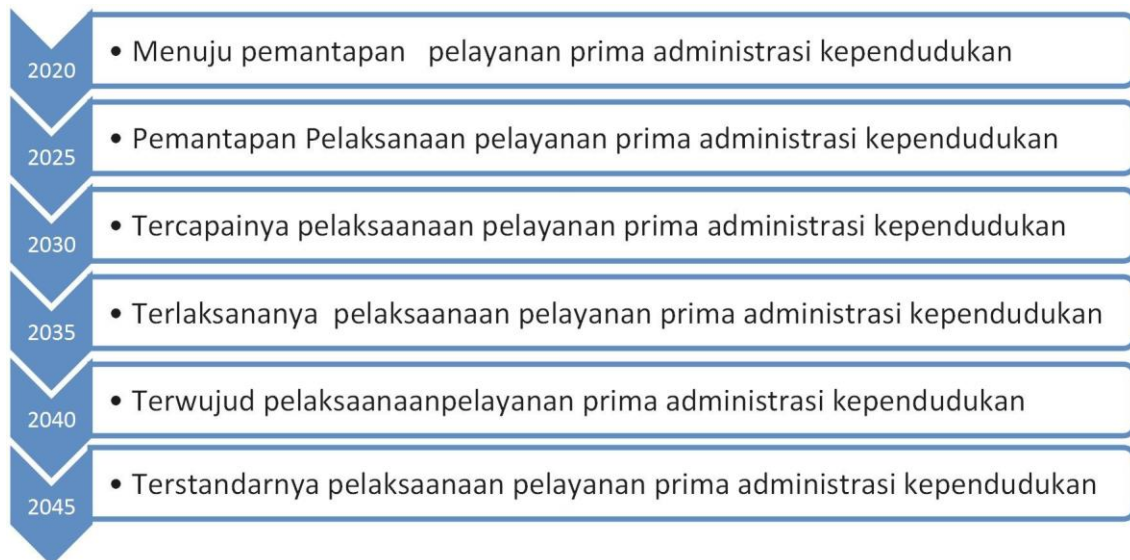 2020
• Menuju pemantapan pelayanan prima administrasi kependudukan
2025
• Pemantapan Pelaksanaan pelayanan prima administrasi kependudukan
2030
• Tercapainya pelaksaanaan pelayanan prima administrasi kependudukan
2035
• Terlaksananya pelaksaanaan pelayanan prima administrasi kependudukan
2040
• Terwujud pelaksaanaanpelayanan prima administrasi kependudukan
2045
• Terstandarnya pelaksaanaan pelayanan prima administrasi kependudukan